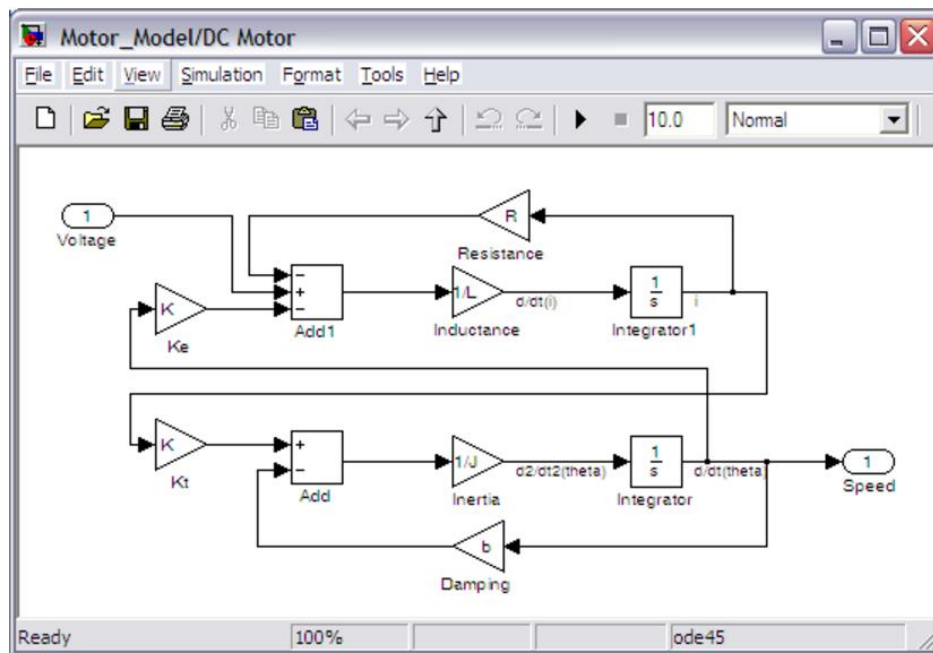 Motor_Model/DC Motor
File Edit View Simulation Format Tools Help
10.0 Normal
R
Resistance
1
Voltage
−
+
−
Add1
1/L
d/dt(i)
Inductance
1
s
i
Integrator1
K
Ke
K
Kt
+
−
Add
1/J
d2/dt2(theta)
Inertia
1
s
d/dt(theta)
Integrator
1
Speed
b
Damping
Ready 100% ode45